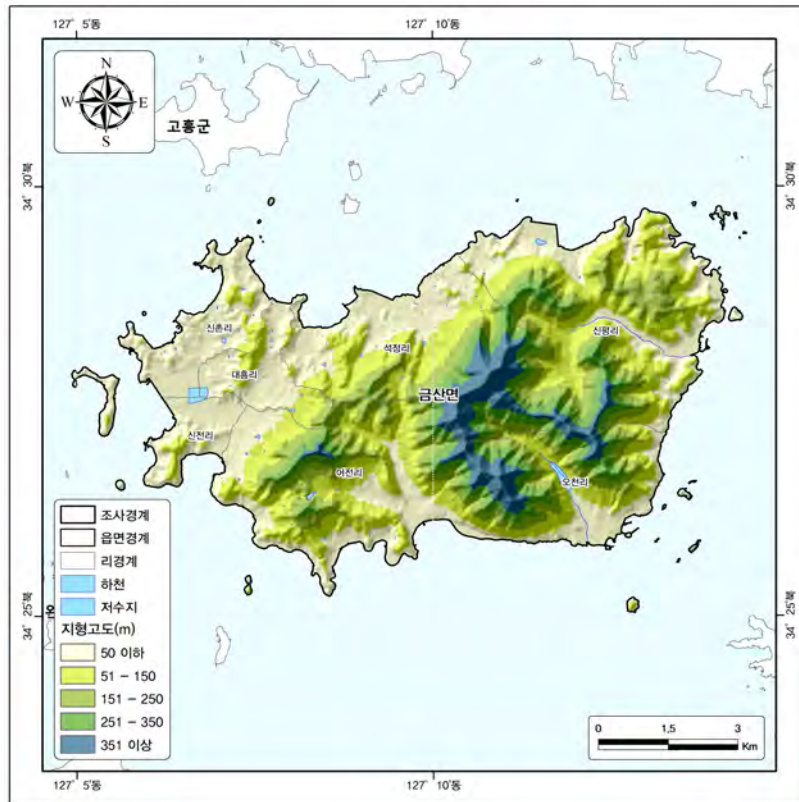 127° 5'동
127° 10'동
N
W
E
S
고흥군
34° 30'북
34° 30'북
신촌리
석정리
신평리
대흥리
금산면
신전리
어전리
오천리
조사경계
읍면경계
리경계
하천
저수지
지형고도(m)
50 이하
51 - 150
151 - 250
251 - 350
351 이상
34° 25'북
34° 25'북
0
1.5
3
Km
127° 5'동
127° 10'동